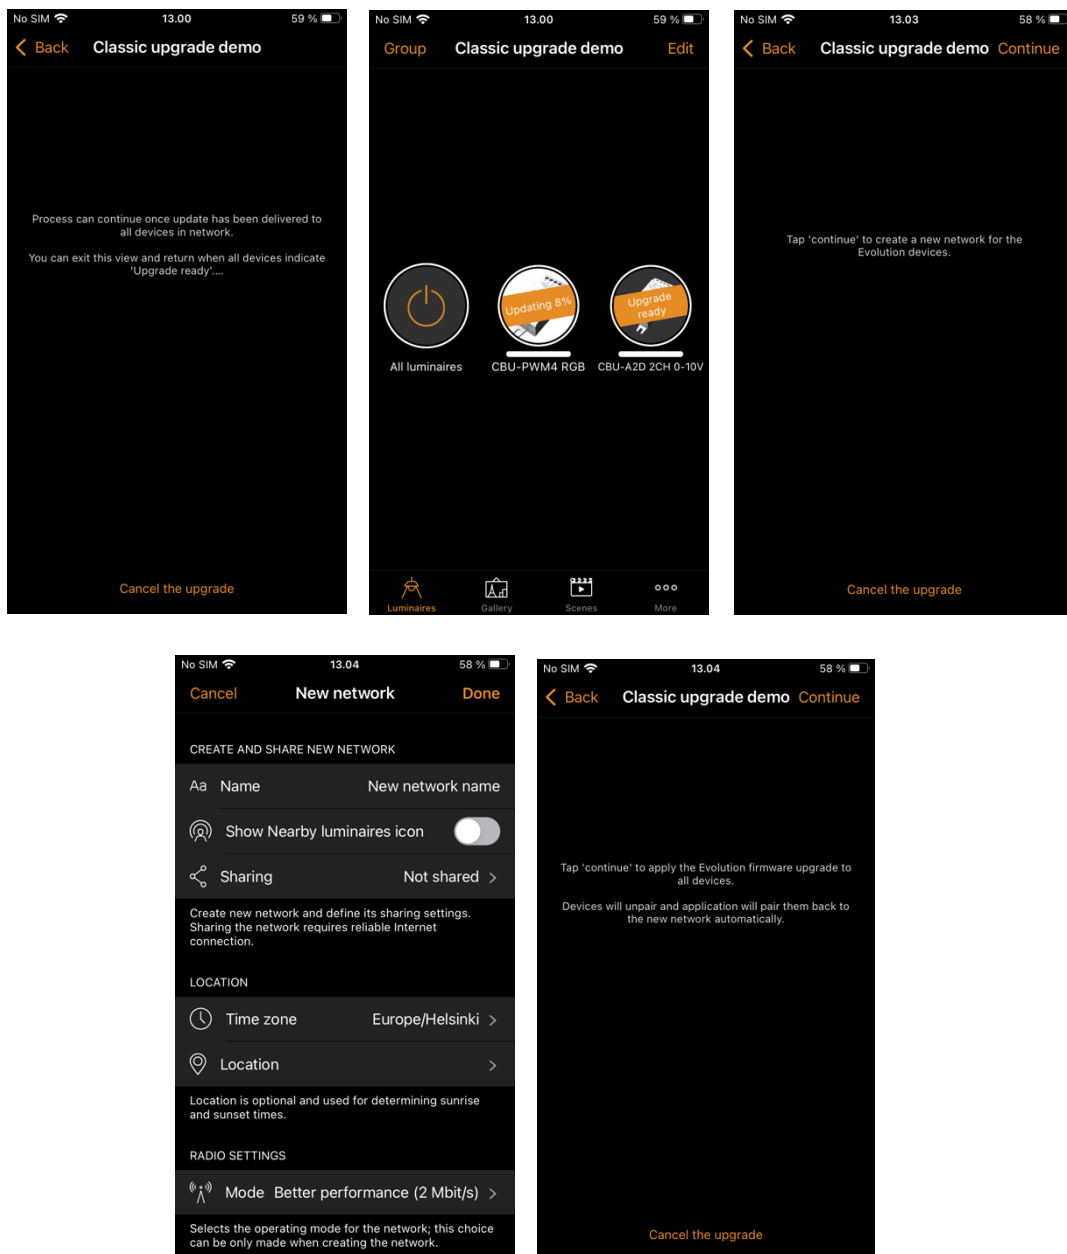 No SIM 13.00 59 %
Back Classic upgrade demo
Process can continue once update has been delivered to
all devices in network.
You can exit this view and return when all devices indicate
'Upgrade ready'....
Cancel the upgrade
No SIM 13.00 59 %
Group Classic upgrade demo Edit
Updating 8%
Upgrade
ready
All luminaires CBU-PWM4 RGB CBU-A2D 2CH 0-10V
Luminaires Gallery Scenes More
No SIM 13.03 58 %
Back Classic upgrade demo Continue
Tap 'continue' to create a new network for the
Evolution devices.
Cancel the upgrade
No SIM 13.04 58 %
Cancel New network Done
CREATE AND SHARE NEW NETWORK
Aa Name New network name
Show Nearby luminaires icon
Sharing Not shared
Create new network and define its sharing settings.
Sharing the network requires reliable Internet
connection.
LOCATION
Time zone Europe/Helsinki
Location
Location is optional and used for determining sunrise
and sunset times.
RADIO SETTINGS
Mode Better performance (2 Mbit/s)
Selects the operating mode for the network; this choice
can be only made when creating the network.
No SIM 13.04 58 %
Back Classic upgrade demo Continue
Tap 'continue' to apply the Evolution firmware upgrade to
all devices.
Devices will unpair and application will pair them back to
the new network automatically.
Cancel the upgrade